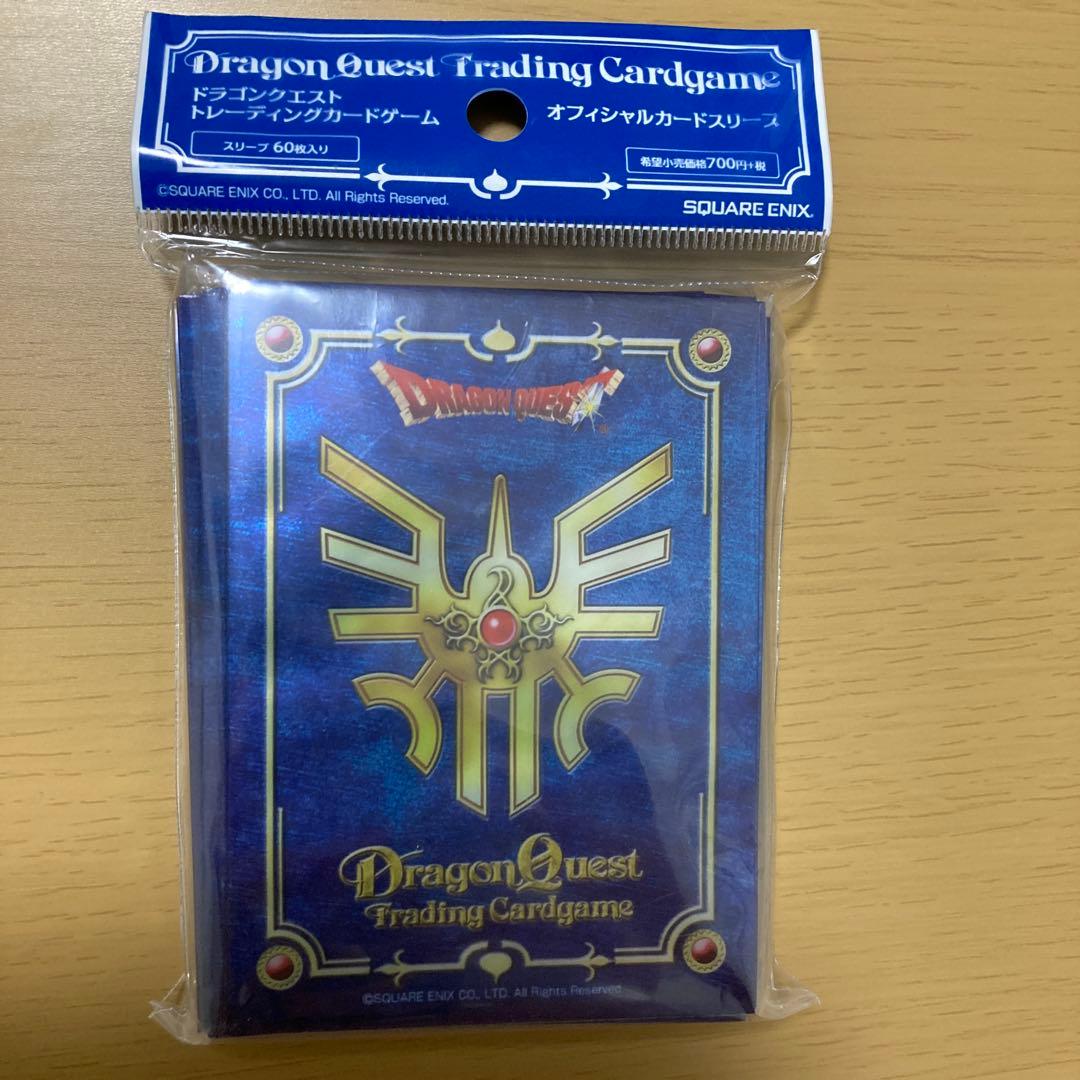 Dragon Quest Trading Cardgame
ドラゴンクエスト
トレーディングカードゲーム
オフィシャルカードスリーブ
スリーブ 60枚入り
希望小売価格700円+税
©SQUARE ENIX CO., LTD. All Rights Reserved.
SQUARE ENIX.
DRAGON QUEST
Dragon Quest
Trading Cardgame
©SQUARE ENIX CO., LTD. All Rights Reserved.